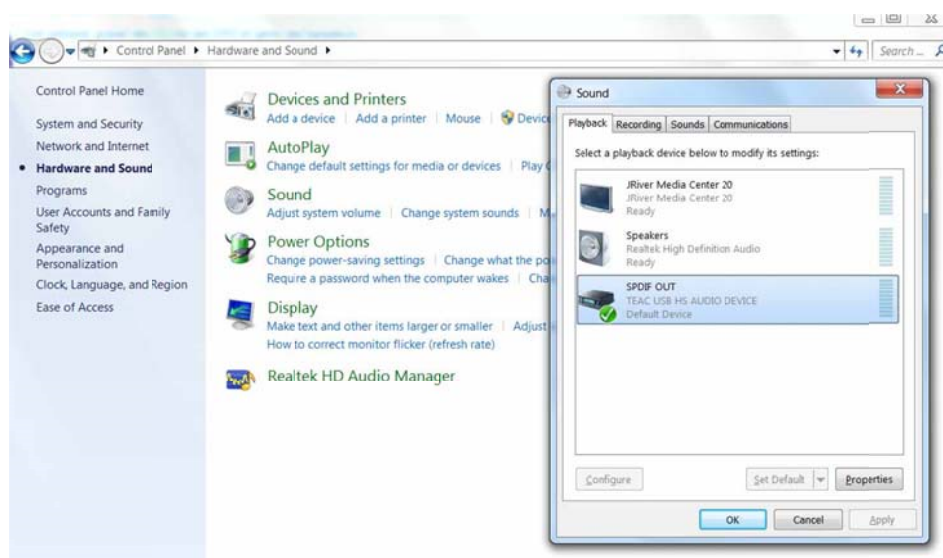 Control Panel ▸ Hardware and Sound ▸
Search ...
Control Panel Home
System and Security
Network and Internet
Hardware and Sound
Programs
User Accounts and Family
Safety
Appearance and
Personalization
Clock, Language, and Region
Ease of Access
Devices and Printers
Add a device | Add a printer | Mouse | Device
AutoPlay
Change default settings for media or devices | Play
Sound
Adjust system volume | Change system sounds |
Power Options
Change power-saving settings | Change what the
Require a password when the computer wakes |
Display
Make text and other items larger or smaller | Adjust
How to correct monitor flicker (refresh rate)
Realtek HD Audio Manager
Sound
Playback Recording Sounds Communications
Select a playback device below to modify its settings:
JRiver Media Center 20
JRiver Media Center 20
Ready
Speakers
Realtek High Definition Audio
Ready
SPDIF OUT
TEAC USB HS AUDIO DEVICE
Default Device
Configure Set Default Properties
OK Cancel Apply